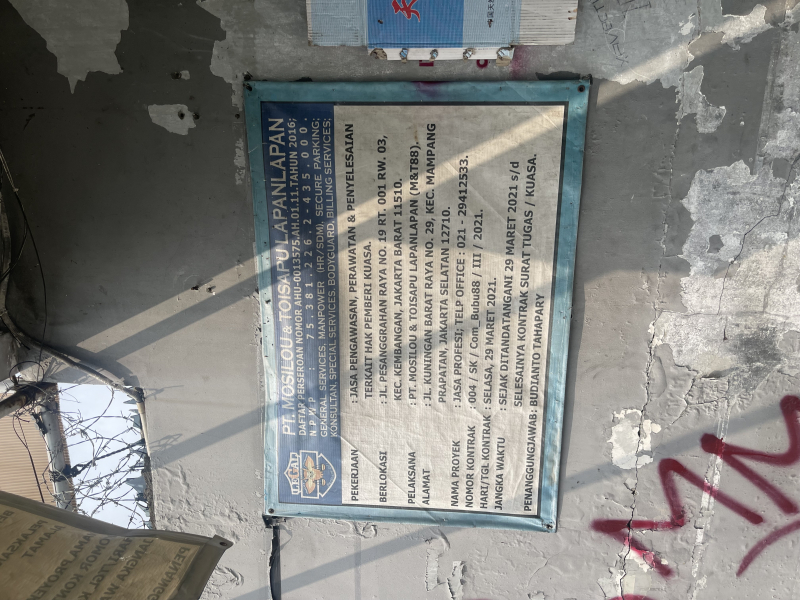 PT. MOSILOU & TOISAPU LAPANLAPAN
DAFTAP PERSEROAN NOMOR AHU-0013575.AH.01.11.TAHUN 2016;
N.P.W.P : 75.381.226.2-435.000.
GENERAL SERVICES, MANPOWER (HR/SDM), SECURE PARKING;
KONSULTAN, SPECIAL SERVICES, BODYGUARD, BILLING SERVICES;
PEKERJAAN : JASA PENGAWASAN, PERAWATAN & PENYELESAIAN
TERKAIT HAK PEMBERI KUASA.
BERLOKASI : JL. PESANGGRAHAN RAYA NO. 19 RT. 001 RW. 03,
KEC. KEMBANGAN, JAKARTA BARAT 11510.
PELAKSANA : PT. MOSILOU & TOISAPU LAPANLAPAN (M&T88).
ALAMAT : JL. KUNINGAN BARAT RAYA NO. 29, KEC. MAMPANG
PRAPATAN, JAKARTA SELATAN 12710.
NAMA PROYEK : JASA PROFESI; TELP OFFICE : 021 - 29412533.
NOMOR KONTRAK : 004 / SK / Com_Bubu88 / III / 2021.
HARI/TGL KONTRAK : SELASA, 29 MARET 2021.
JANGKA WAKTU : SEJAK DITANDATANGANI 29 MARET 2021 s/d
SELESAINYA KONTRAK SURAT TUGAS / KUASA.
PENANGGUNGJAWAB: BUDIANTO TAHAPARY